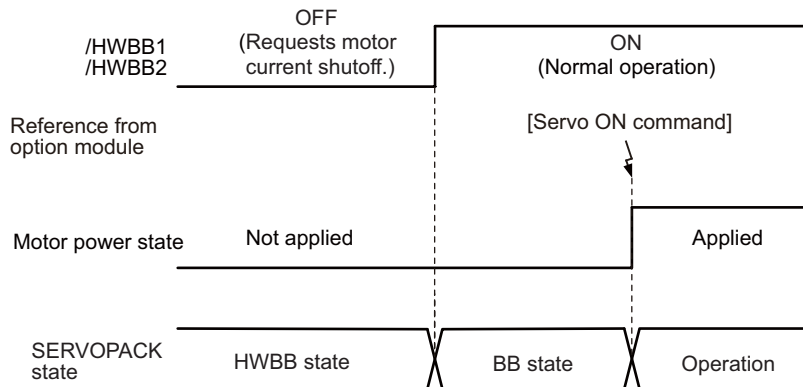 OFF
(Requests motor
current shutoff.)
/HWBB1
/HWBB2
ON
(Normal operation)
Reference from
option module
[Servo ON command]
Motor power state
Not applied
Applied
SERVOPACK
state
HWBB state
BB state
Operation